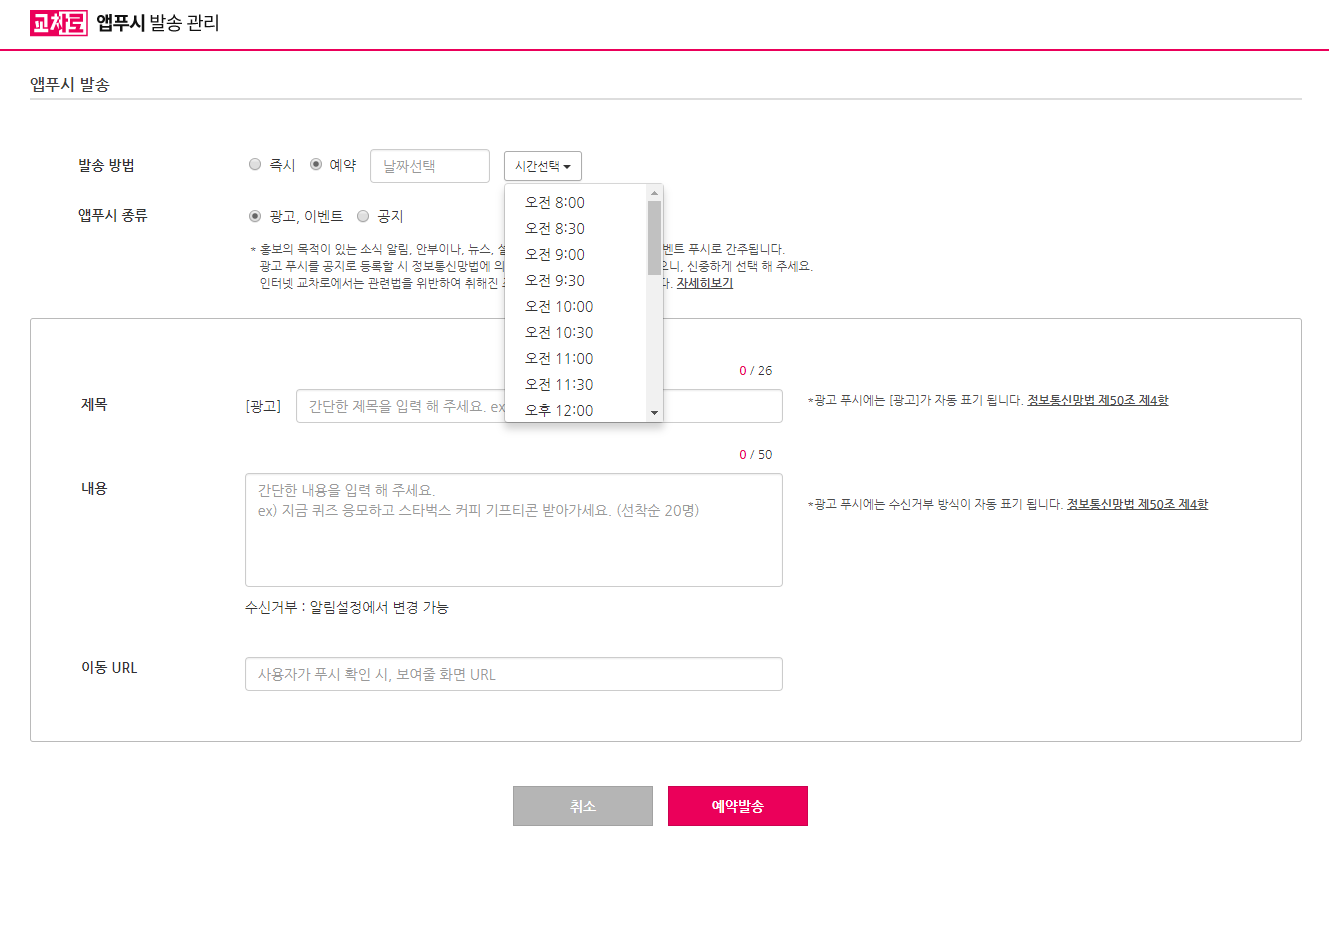 교차로 앱푸시 발송 관리
앱푸시 발송
발송 방법 즉시 예약 날짜선택 시간선택
오전 8:00
오전 8:30
오전 9:00
오전 9:30
오전 10:00
오전 10:30
오전 11:00
오전 11:30
오후 12:00
앱푸시 종류 광고, 이벤트 공지
* 홍보의 목적이 있는 소식 알림, 안부이나, 뉴스, 벤트 푸시로 간주됩니다.
광고 푸시를 공지로 등록할 시 정보통신망법에 의 으니, 신중하게 선택 해 주세요.
인터넷 교차로에서는 관련법을 위반하여 취해진 다. 자세히보기
0 / 26
제목 [광고] 간단한 제목을 입력 해 주세요. ex *광고 푸시에는 [광고]가 자동 표기 됩니다. 정보통신망법 제50조 제4항
0 / 50
내용 간단한 내용을 입력 해 주세요.
ex) 지금 퀴즈 응모하고 스타벅스 커피 기프티콘 받아가세요. (선착순 20명)
*광고 푸시에는 수신거부 방식이 자동 표기 됩니다. 정보통신망법 제50조 제4항
수신거부 : 알림설정에서 변경 가능
이동 URL 사용자가 푸시 확인 시, 보여줄 화면 URL
취소 예약발송